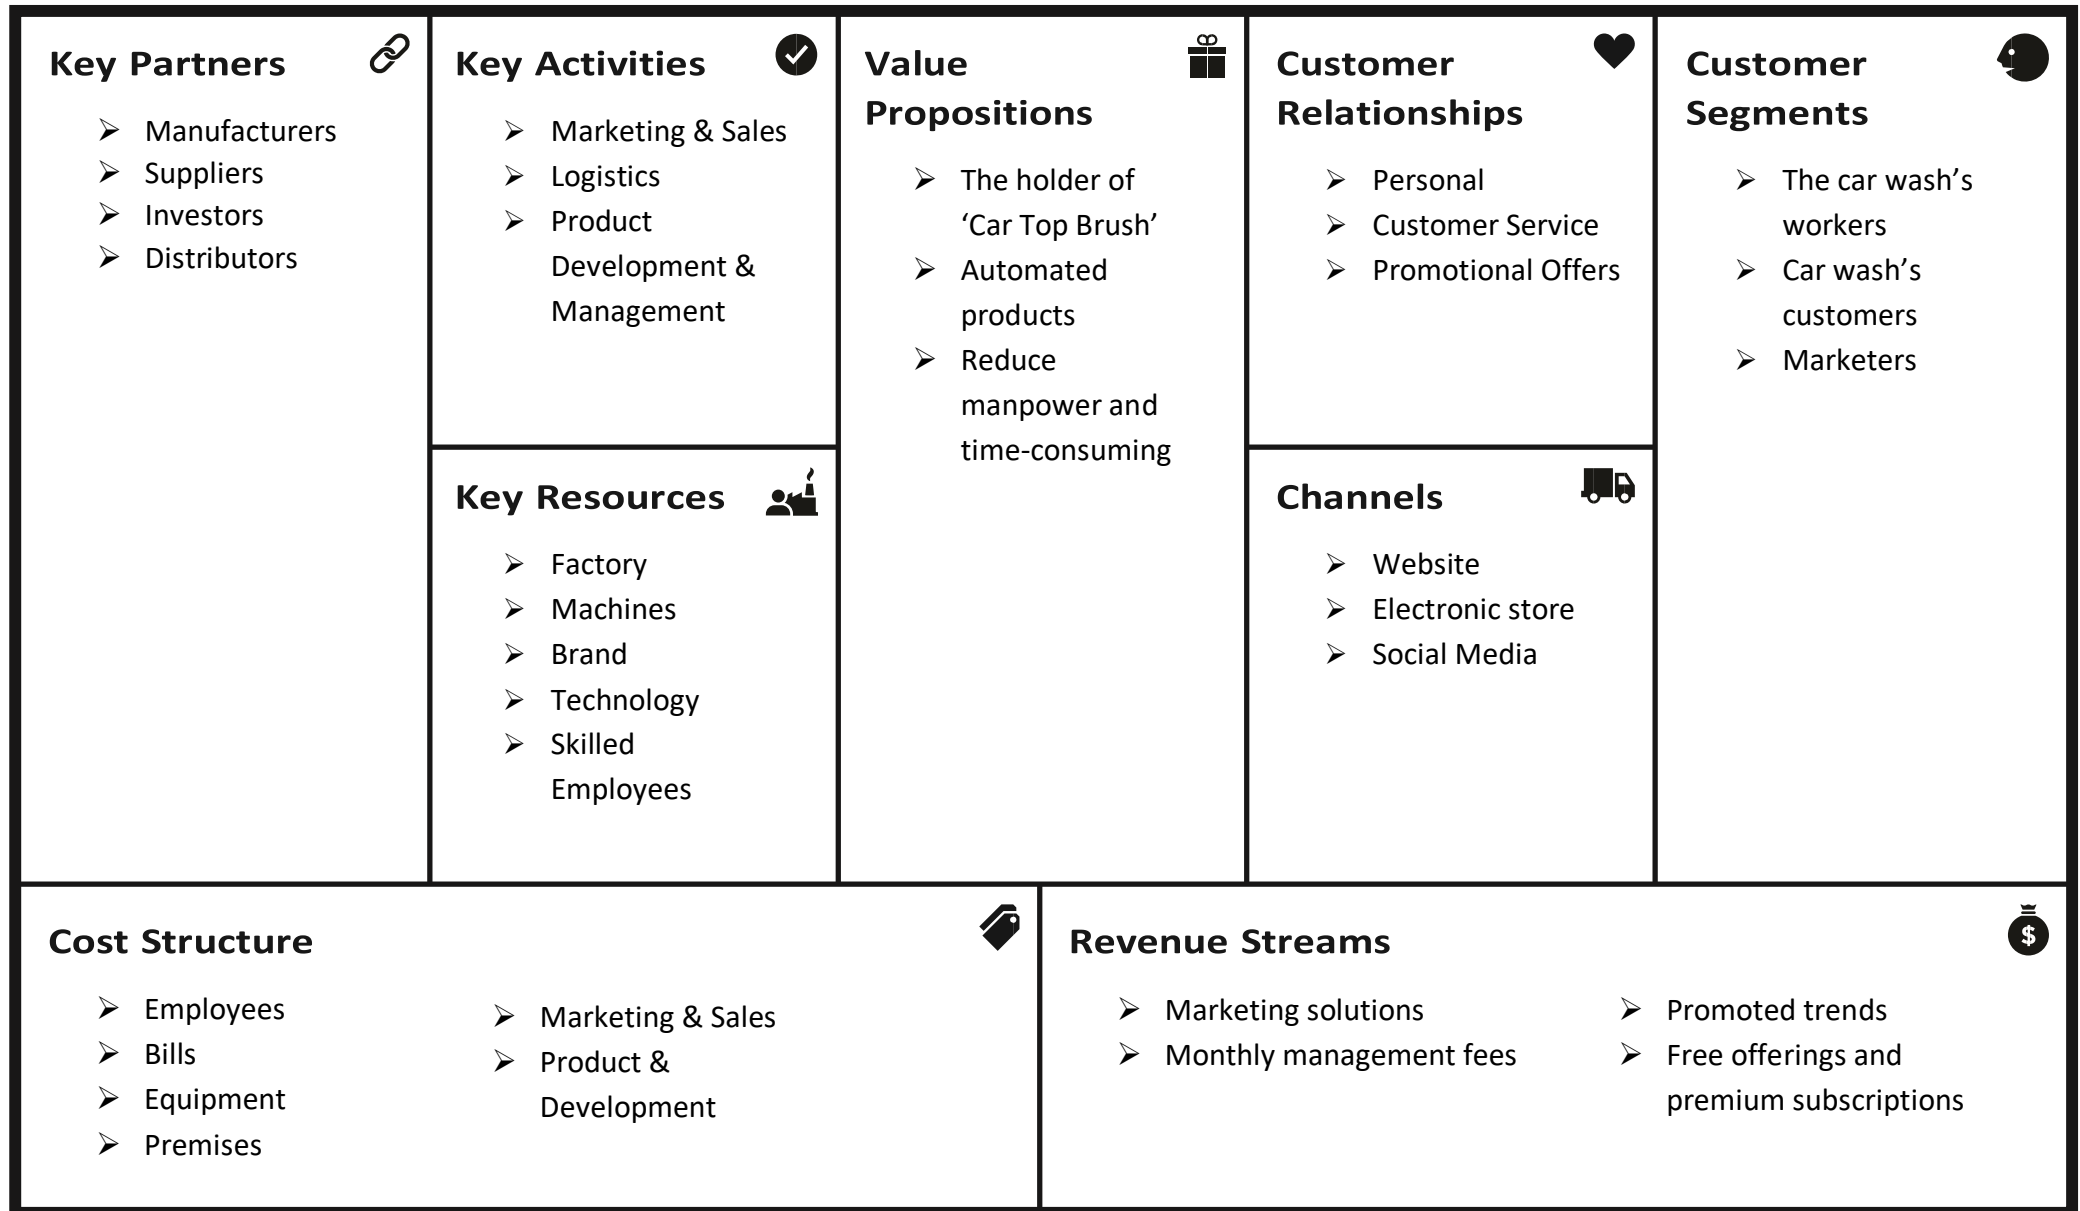 Key Partners
➢ Manufacturers
➢ Suppliers
➢ Investors
➢ Distributors
Key Activities
➢ Marketing & Sales
➢ Logistics
➢ Product
Development &
Management
Key Resources
➢ Factory
➢ Machines
➢ Brand
➢ Technology
➢ Skilled
Employees
Value
Propositions
➢ The holder of
‘Car Top Brush’
➢ Automated
products
➢ Reduce
manpower and
time-consuming
Customer
Relationships
➢ Personal
➢ Customer Service
➢ Promotional Offers
Channels
➢ Website
➢ Electronic store
➢ Social Media
Customer
Segments
➢ The car wash’s
workers
➢ Car wash’s
customers
➢ Marketers
Cost Structure
➢ Employees
➢ Bills
➢ Equipment
➢ Premises
➢ Marketing & Sales
➢ Product &
Development
Revenue Streams
$
➢ Marketing solutions
➢ Monthly management fees
➢ Promoted trends
➢ Free offerings and
premium subscriptions